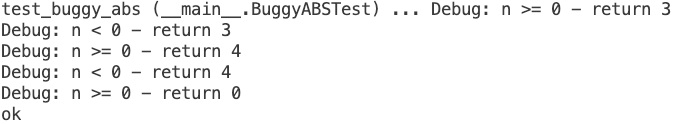 test_buggy_abs (__main__.BuggyABSTest) ... Debug: n >= 0 - return 3
Debug: n < 0 - return 3
Debug: n >= 0 - return 4
Debug: n < 0 - return 4
Debug: n >= 0 - return 0
ok